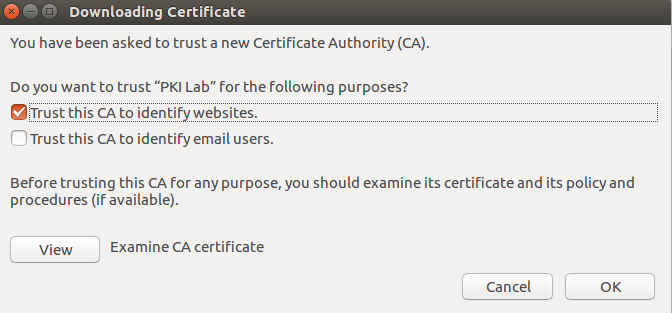 Downloading Certificate
You have been asked to trust a new Certificate Authority (CA).
Do you want to trust “PKI Lab” for the following purposes?
Trust this CA to identify websites.
Trust this CA to identify email users.
Before trusting this CA for any purpose, you should examine its certificate and its policy and
procedures (if available).
View Examine CA certificate
Cancel OK